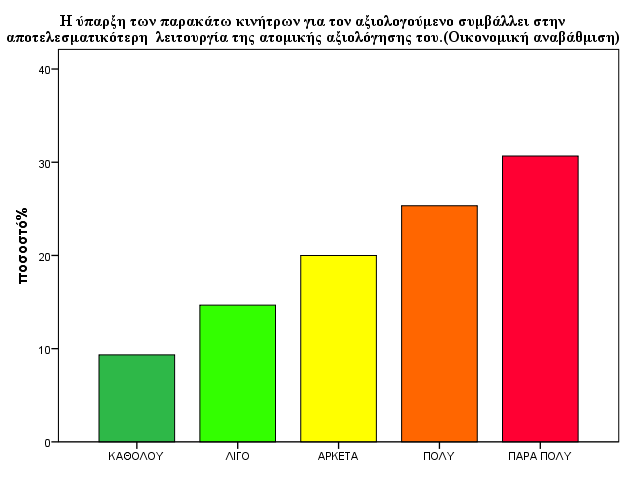 Η ύπαρξη των παρακάτω κινήτρων για τον αξιολογούμενο συμβάλλει στην
αποτελεσματικότερη λειτουργία της ατομικής αξιολόγησης του.(Οικονομική αναβάθμιση)
40
30
20
10
0
ποσοστό%
ΚΑΘΟΛΟΥ ΛΙΓΟ ΑΡΚΕΤΑ ΠΟΛΥ ΠΑΡΑ ΠΟΛΥ